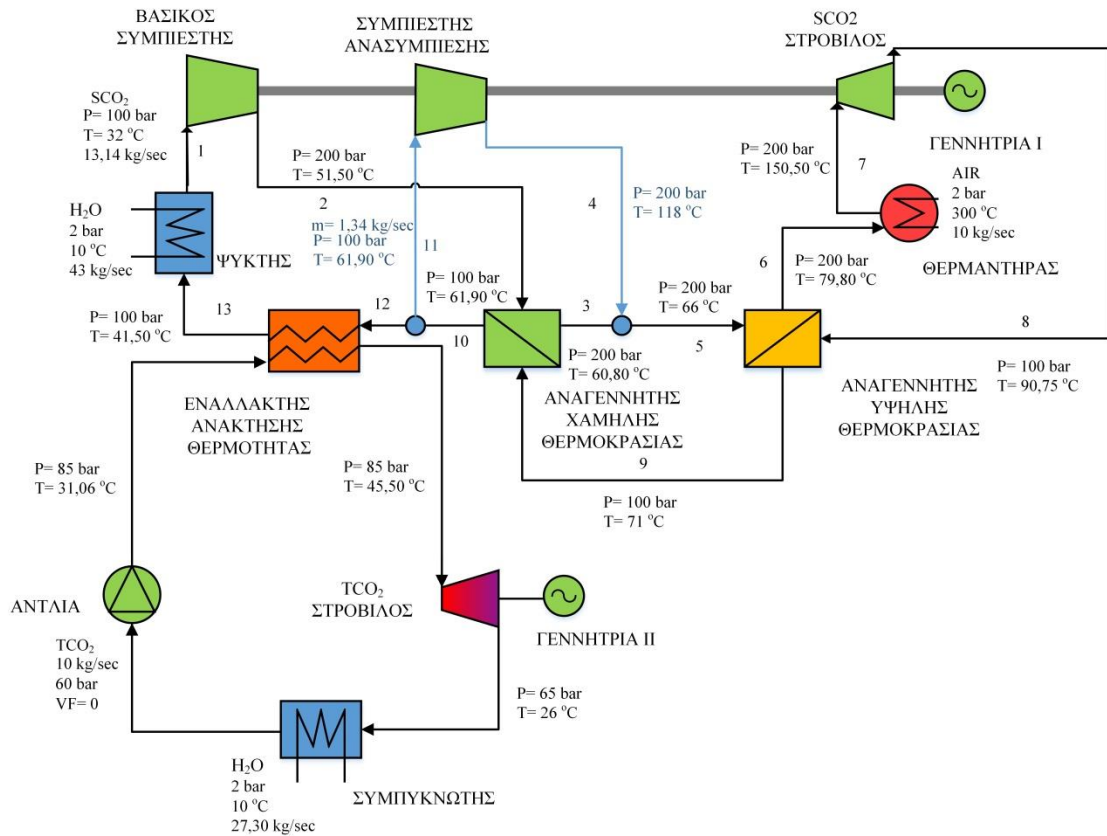 ΒΑΣΙΚΟΣ
ΣΥΜΠΙΕΣΤΗΣ
ΣΥΜΠΙΕΣΤΗΣ
ΑΝΑΣΥΜΠΙΕΣΗΣ
SCO2
ΣΤΡΟΒΙΛΟΣ
SCO₂
P= 100 bar
T= 32 °C
13,14 kg/sec
1
P= 200 bar
T= 51,50 °C
2
m= 1,34 kg/sec
P= 100 bar
T= 61,90 °C
11
4
P= 200 bar
T= 118 °C
P= 200 bar
T= 150,50 °C
7
ΓΕΝΝΗΤΡΙΑ I
AIR
2 bar
300 °C
10 kg/sec
ΘΕΡΜΑΝΤΗΡΑΣ
H₂O
2 bar
10 °C
43 kg/sec
ΨΥΚΤΗΣ
P= 100 bar
T= 41,50 °C
13
12
P= 100 bar
T= 61,90 °C
10
3
P= 200 bar
T= 66 °C
5
6
P= 200 bar
T= 79,80 °C
8
P= 100 bar
T= 90,75 °C
P= 200 bar
T= 60,80 °C
ΕΝΑΛΛΑΚΤΗΣ
ΑΝΑΚΤΗΣΗΣ
ΘΕΡΜΟΤΗΤΑΣ
ΑΝΑΓΕΝΝΗΤΗΣ
ΧΑΜΗΛΗΣ
ΘΕΡΜΟΚΡΑΣΙΑΣ
ΑΝΑΓΕΝΝΗΤΗΣ
ΥΨΗΛΗΣ
ΘΕΡΜΟΚΡΑΣΙΑΣ
9
P= 100 bar
T= 71 °C
P= 85 bar
T= 31,06 °C
P= 85 bar
T= 45,50 °C
ΑΝΤΛΙΑ
TCO₂
ΣΤΡΟΒΙΛΟΣ
ΓΕΝΝΗΤΡΙΑ II
TCO₂
10 kg/sec
60 bar
VF= 0
P= 65 bar
T= 26 °C
H₂O
2 bar
10 °C
27,30 kg/sec
ΣΥΜΠΥΚΝΩΤΗΣ